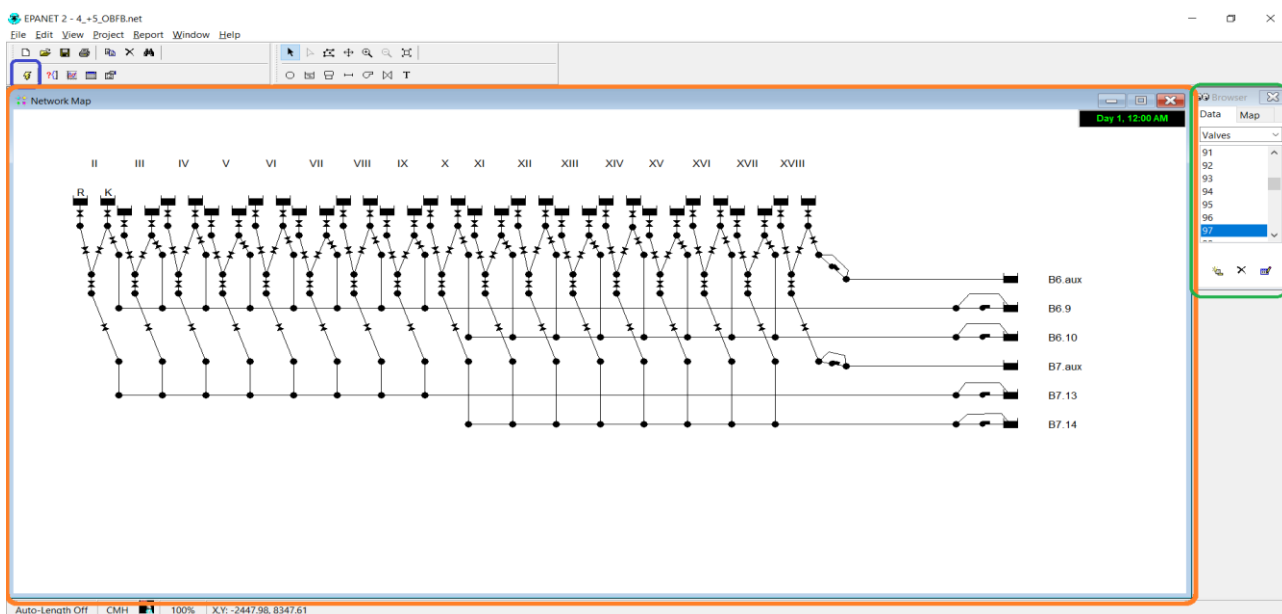 EPANET 2 - 4_+5_OBFB.net
File Edit View Project Report Window Help
?{}
T
Network Map
Day 1, 12:00 AM
II III IV V VI VII VIII IX X XI XII XIII XIV XV XVI XVII XVIII
R K
B6.aux
B6.9
B6.10
B7.aux
B7.13
B7.14
Browser
Data Map
Valves
91
92
93
94
95
96
97
Auto-Length Off CMH 100% X,Y: -2447.98, 8347.61